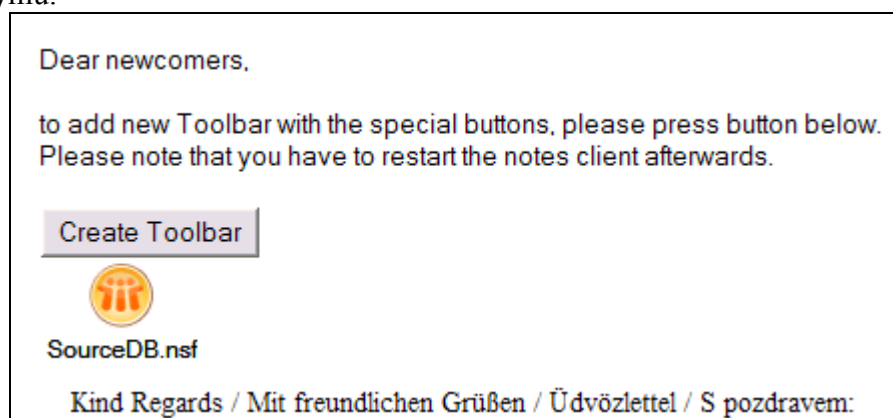 Dear newcomers,
to add new Toolbar with the special buttons, please press button below.
Please note that you have to restart the notes client afterwards.
Create Toolbar
SourceDB.nsf
Kind Regards / Mit freundlichen Grüßen / Üdvözlettel / S pozdravem: